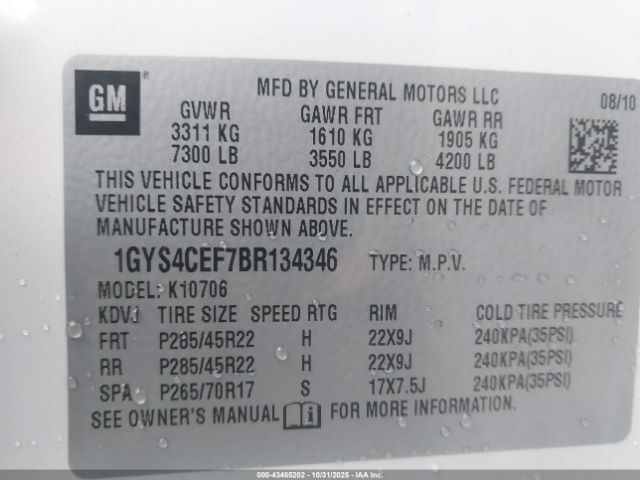 GM ®
MFD BY GENERAL MOTORS LLC 08/10
GVWR GAWR FRT GAWR RR
3311 KG 1610 KG 1905 KG
7300 LB 3550 LB 4200 LB
THIS VEHICLE CONFORMS TO ALL APPLICABLE U.S. FEDERAL MOTOR
VEHICLE SAFETY STANDARDS IN EFFECT ON THE DATE OF
MANUFACTURE SHOWN ABOVE.
1GYS4CEF7BR134346 TYPE: M.P.V.
MODEL: K10706
KDVJ TIRE SIZE SPEED RTG RIM COLD TIRE PRESSURE
FRT P285/45R22 H 22X9J 240KPA(35PSI)
RR P285/45R22 H 22X9J 240KPA(35PSI)
SPA P265/70R17 S 17X7.5J 240KPA(35PSI)
SEE OWNER'S MANUAL i FOR MORE INFORMATION.
000-43465202 - 10/31/2025 - IAAI.COM